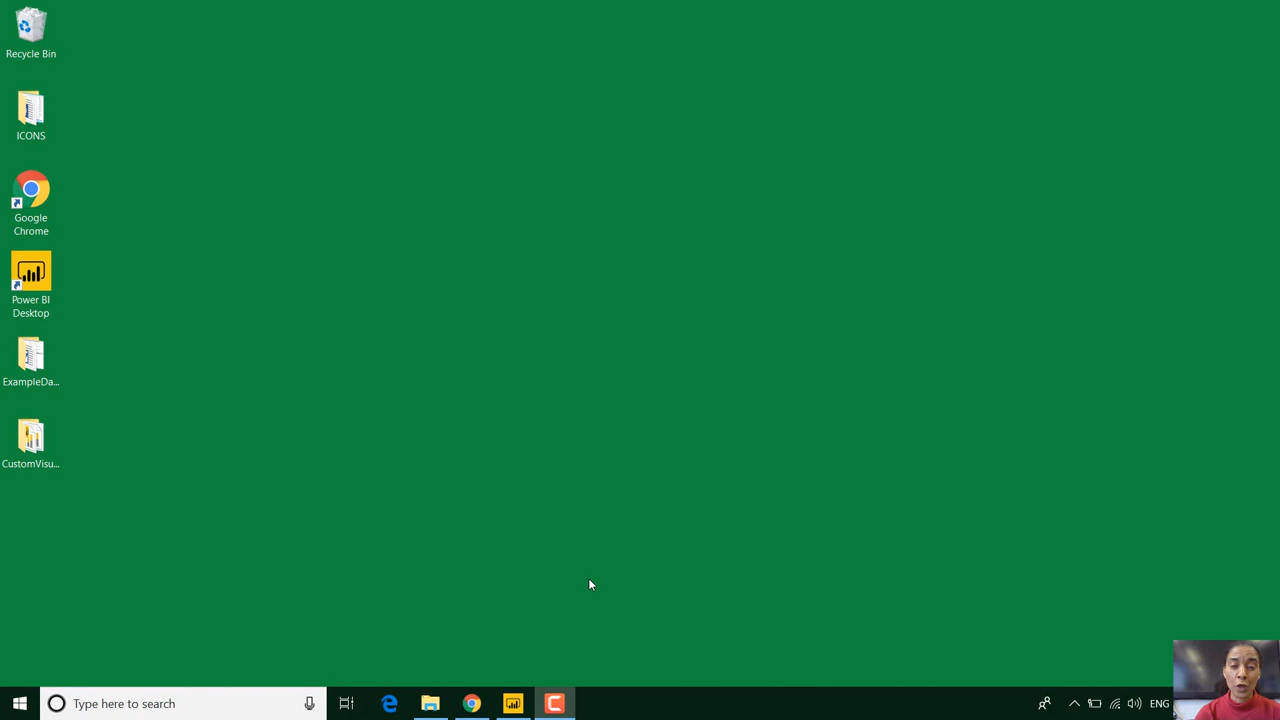 Recycle Bin
ICONS
Google
Chrome
Power BI
Desktop
ExampleDa...
CustomVisu...
Type here to search
ENG